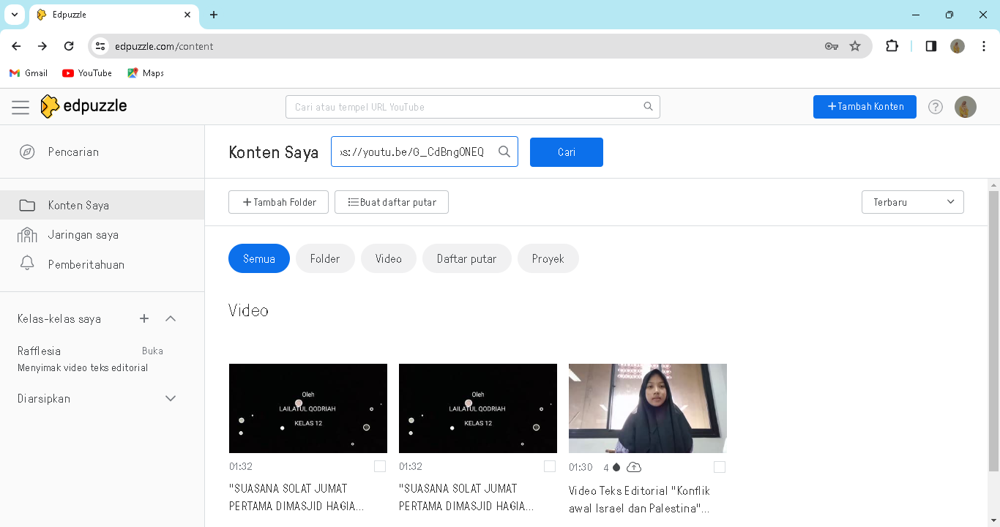 Edpuzzle
edpuzzle.com/content
Gmail
YouTube
Maps
edpuzzle
Cari atau tempel URL YouTube
+Tambah Konten
?
Pencarian
Konten Saya
ps://youtu.be/G_CdBngONEQ
Cari
Konten Saya
Jaringan saya
Pemberitahuan
+Tambah Folder
Buat daftar putar
Terbaru
Semua
Folder
Video
Daftar putar
Proyek
Kelas-kelas saya
Rafflesia
Buka
Menyimak video teks editorial
Diarsipkan
Video
Oleh
LAILATUL QODRIAH
KELAS 12
01:32
"SUASANA SOLAT JUMAT
PERTAMA DIMASJID HAGIA...
Oleh
LAILATUL QODRIAH
KELAS 12
01:32
"SUASANA SOLAT JUMAT
PERTAMA DIMASJID HAGIA...
01:30 4
Video Teks Editorial "Konflik
awal Israel dan Palestina"...